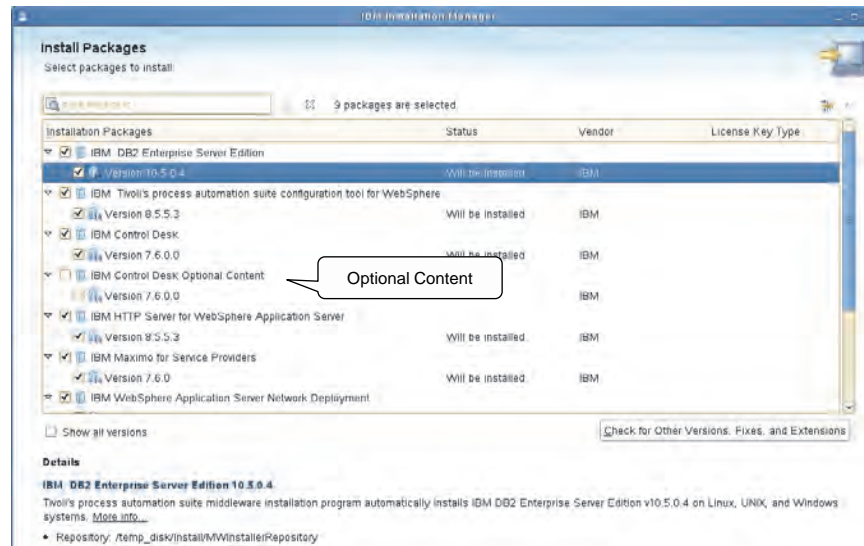 IBM Installation Manager
Install Packages
Select packages to install:
9 packages are selected.
Installation Packages Status Vendor License Key Type
IBM DB2 Enterprise Server Edition
Version 10.5.0.4 Will be installed IBM
IBM Tivoli's process automation suite configuration tool for WebSphere
Version 8.5.5.3 Will be installed IBM
IBM Control Desk
Version 7.6.0.0 Will be installed IBM
IBM Control Desk Optional Content
Optional Content
Version 7.6.0.0 IBM
IBM HTTP Server for WebSphere Application Server
Version 8.5.5.3 Will be installed IBM
IBM Maximo for Service Providers
Version 7.6.0 Will be installed IBM
IBM WebSphere Application Server Network Deployment
Show all versions Check for Other Versions, Fixes, and Extensions
Details
IBM DB2 Enterprise Server Edition 10.5.0.4
Tivoli's process automation suite middleware installation program automatically installs IBM DB2 Enterprise Server Edition v10.5.0.4 on Linux, UNIX, and Windows
systems. More info...
• Repository: /temp_disk/Install/MWInstallerRepository